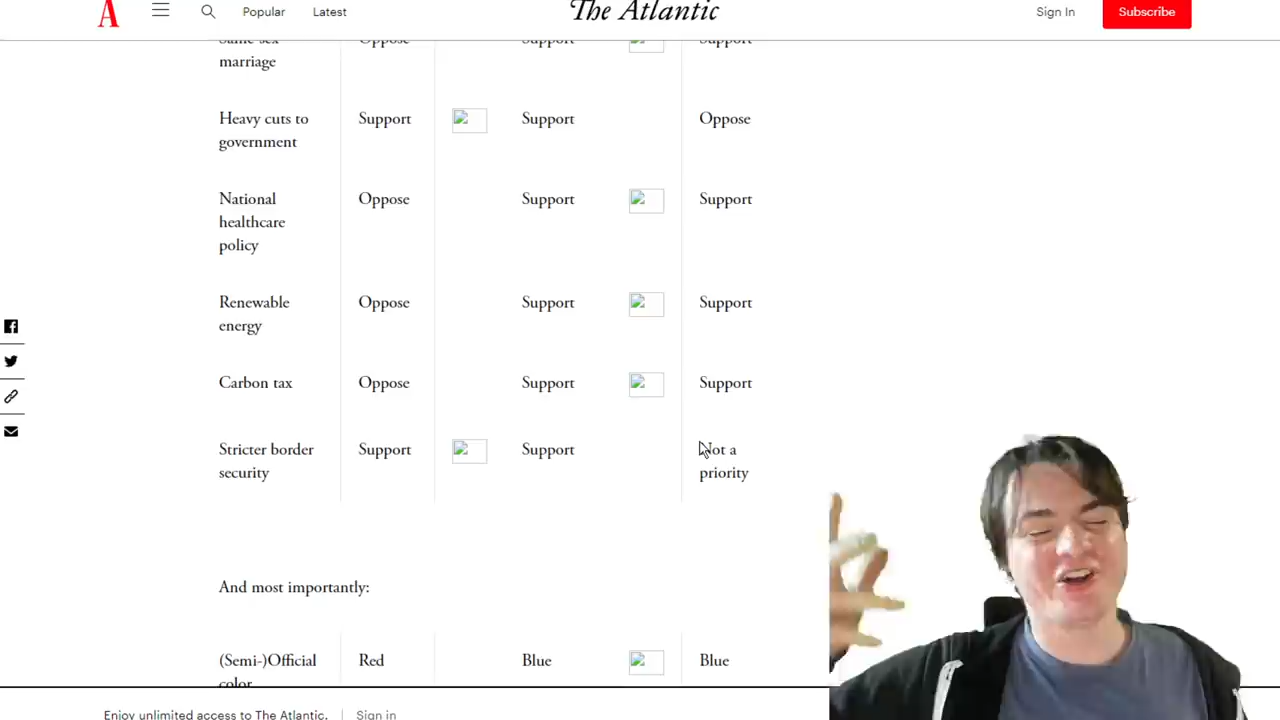 A
Popular
Latest
The Atlantic
Sign In
Subscribe
Same sex
marriage
Oppose
Support
Support
Heavy cuts to
government
Support
Support
Oppose
National
healthcare
policy
Oppose
Support
Support
Renewable
energy
Oppose
Support
Support
Carbon tax
Oppose
Support
Support
Stricter border
security
Support
Support
Not a
priority
And most importantly:
(Semi-)Official
color
Red
Blue
Blue
Enjoy unlimited access to The Atlantic.
Sign in